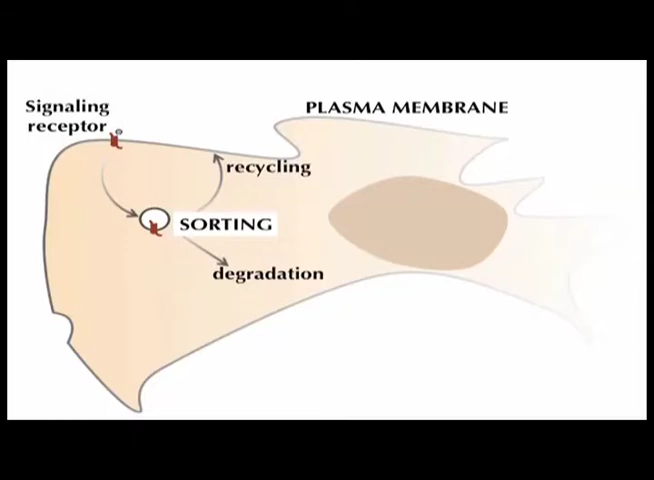 Signaling
receptor
PLASMA MEMBRANE
recycling
SORTING
degradation